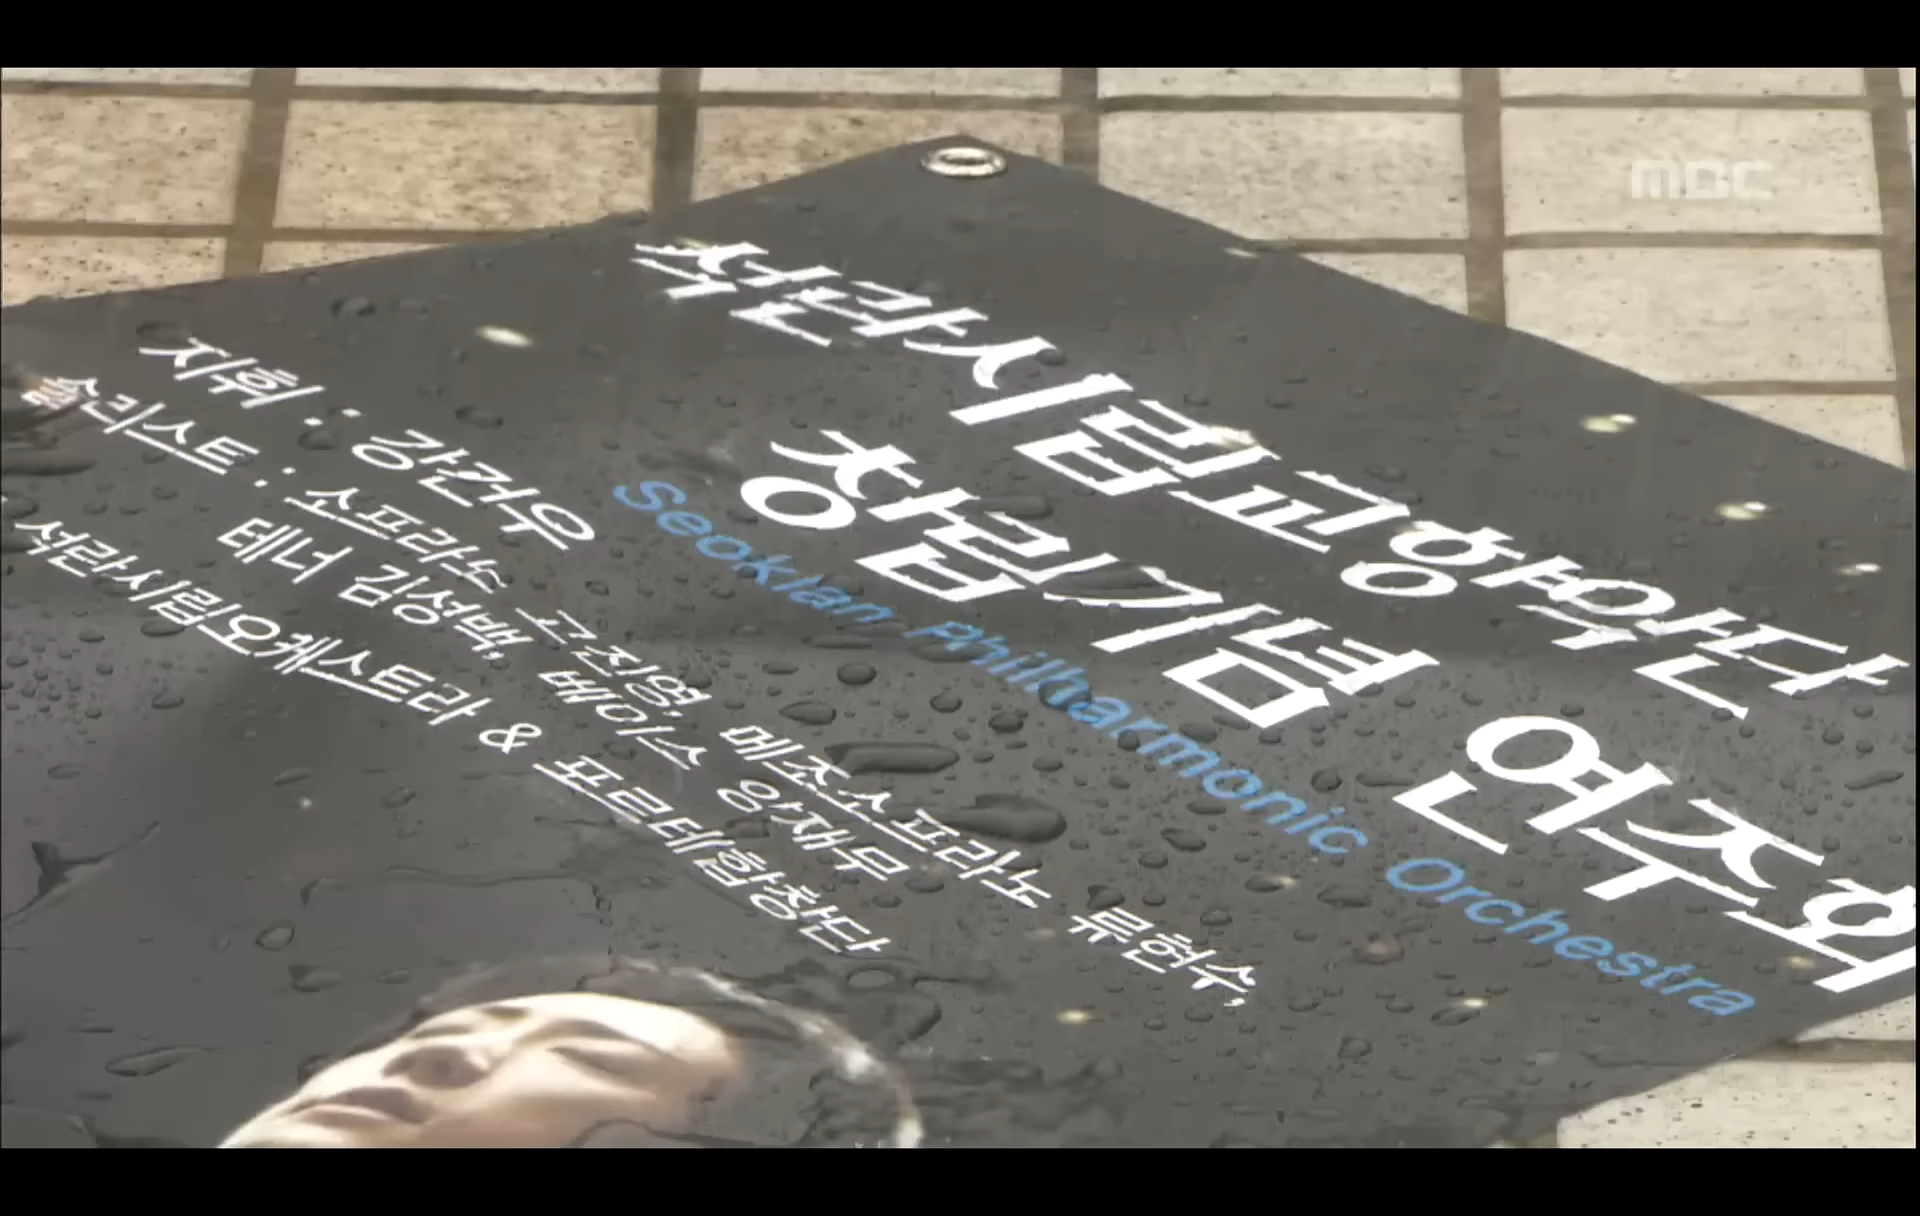 MBC
석란시립교향악단
창립기념 연주회
Seoklan Philharmonic Orchestra
지휘 : 강건우
솔리스트 : 소프라노 고진영, 메조소프라노 류현수,
테너 김성백, 베이스 양재무
석란시립오케스트라 & 포르테합창단